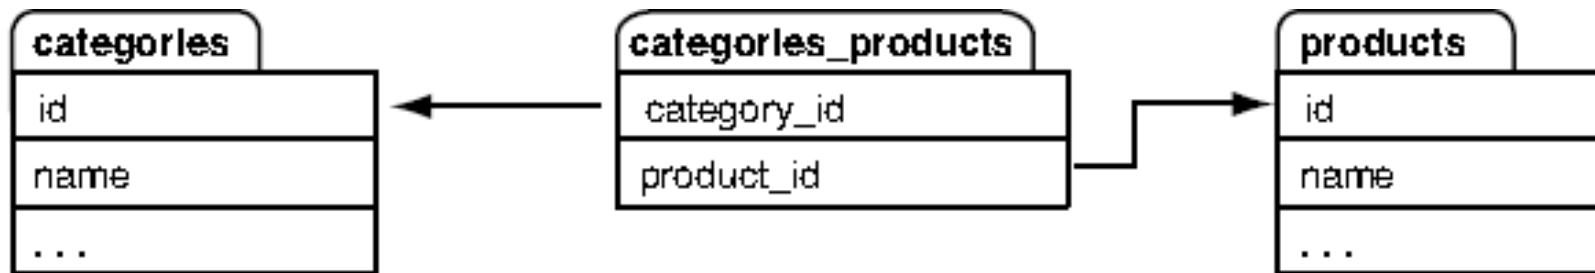 categories
id
name
. . .
categories_products
category_id
product_id
products
id
name
. . .